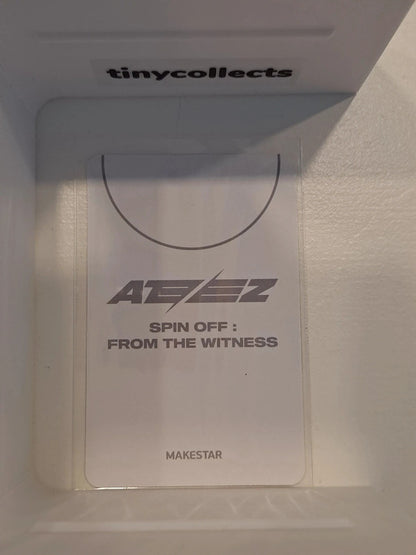 tinycollects
ATEEZ
SPIN OFF :
FROM THE WITNESS
MAKESTAR